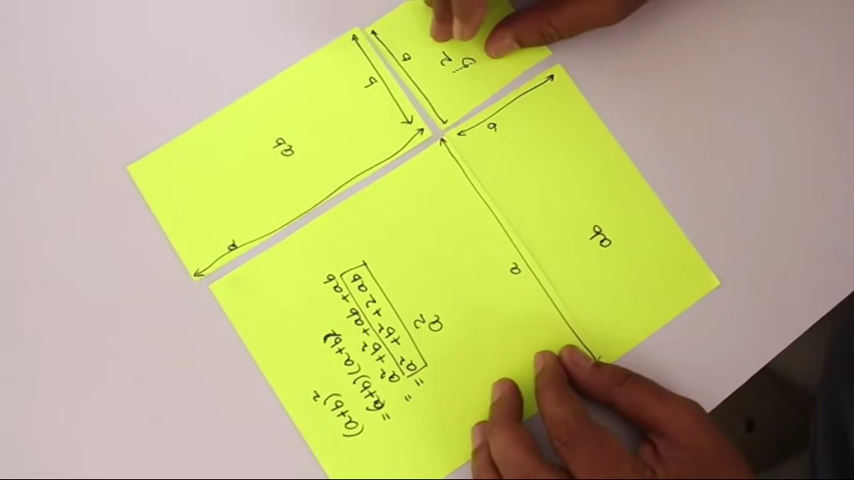 b²
b
b
ab
a
b
ab
a
a²
(a+b)²
= (a+b)(a+b)
= a²+b²+ab+ab
= a²+b²+2ab